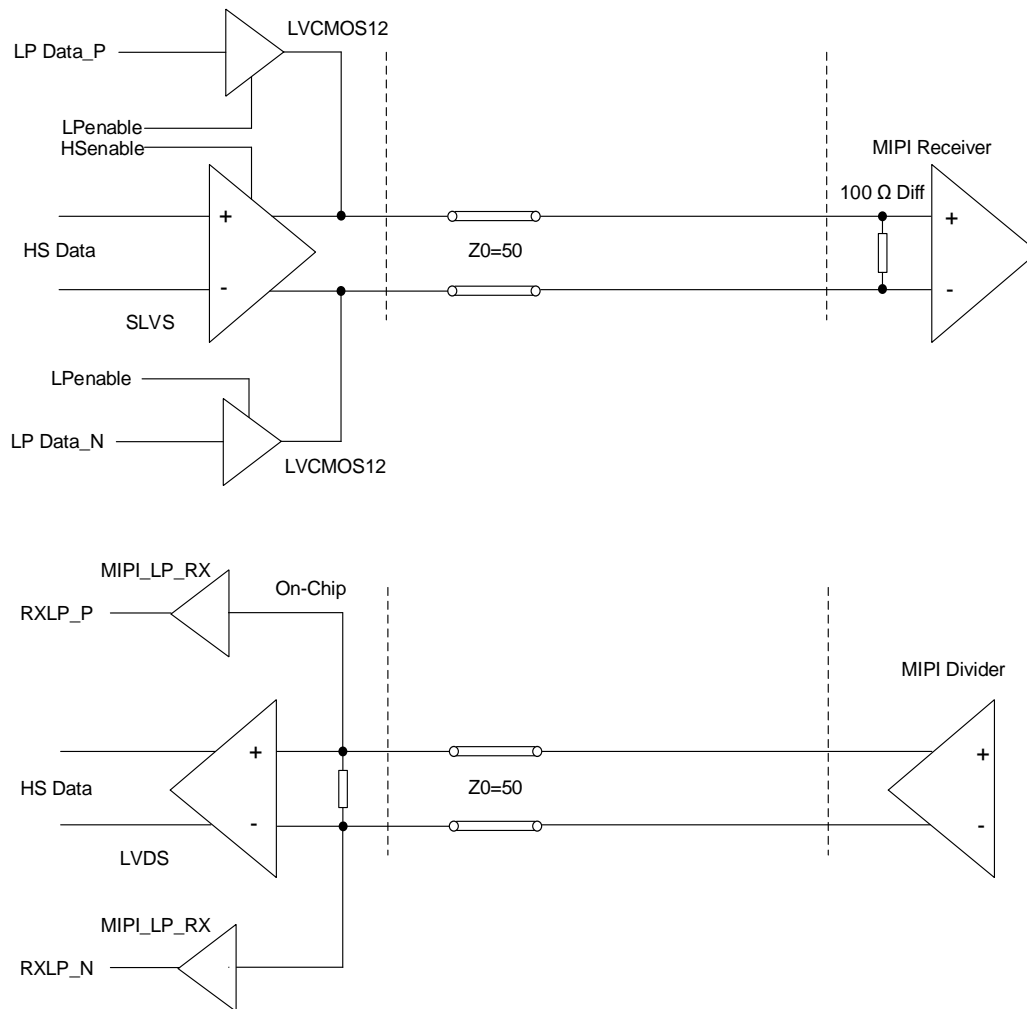 LVCMOS12
LP Data_P
LPenable
HSenable
MIPI Receiver
100 Ω Diff
+
+
HS Data
Z0=50
-
-
SLVS
LPenable
LP Data_N
LVCMOS12
MIPI_LP_RX
On-Chip
RXLP_P
MIPI Divider
+
+
HS Data
Z0=50
-
-
LVDS
MIPI_LP_RX
RXLP_N